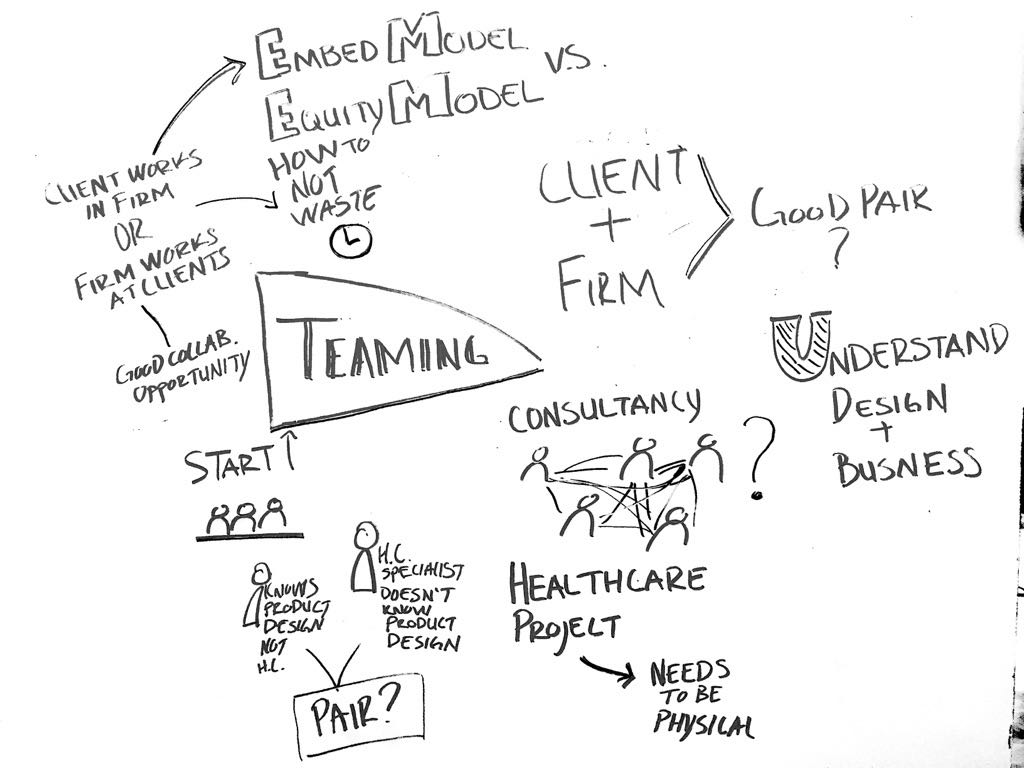 EMBED MODEL
V.S.
EQUITY MODEL
HOW TO
NOT
WASTE
CLIENT WORKS
IN FIRM
OR
FIRM WORKS
AT CLIENTS
GOOD COLLAB.
OPPORTUNITY
CLIENT
+
FIRM
GOOD PAIR
?
TEAMING
UNDERSTAND
DESIGN
+
BUSNESS
START
CONSULTANCY
?
HEALTHCARE
PROJECT
NEEDS
TO BE
PHYSICAL
KNOWS
PRODUCT
DESIGN
NOT
H.C.
H.C.
SPECIALIST
DOESN'T
KNOW
PRODUCT
DESIGN
PAIR?